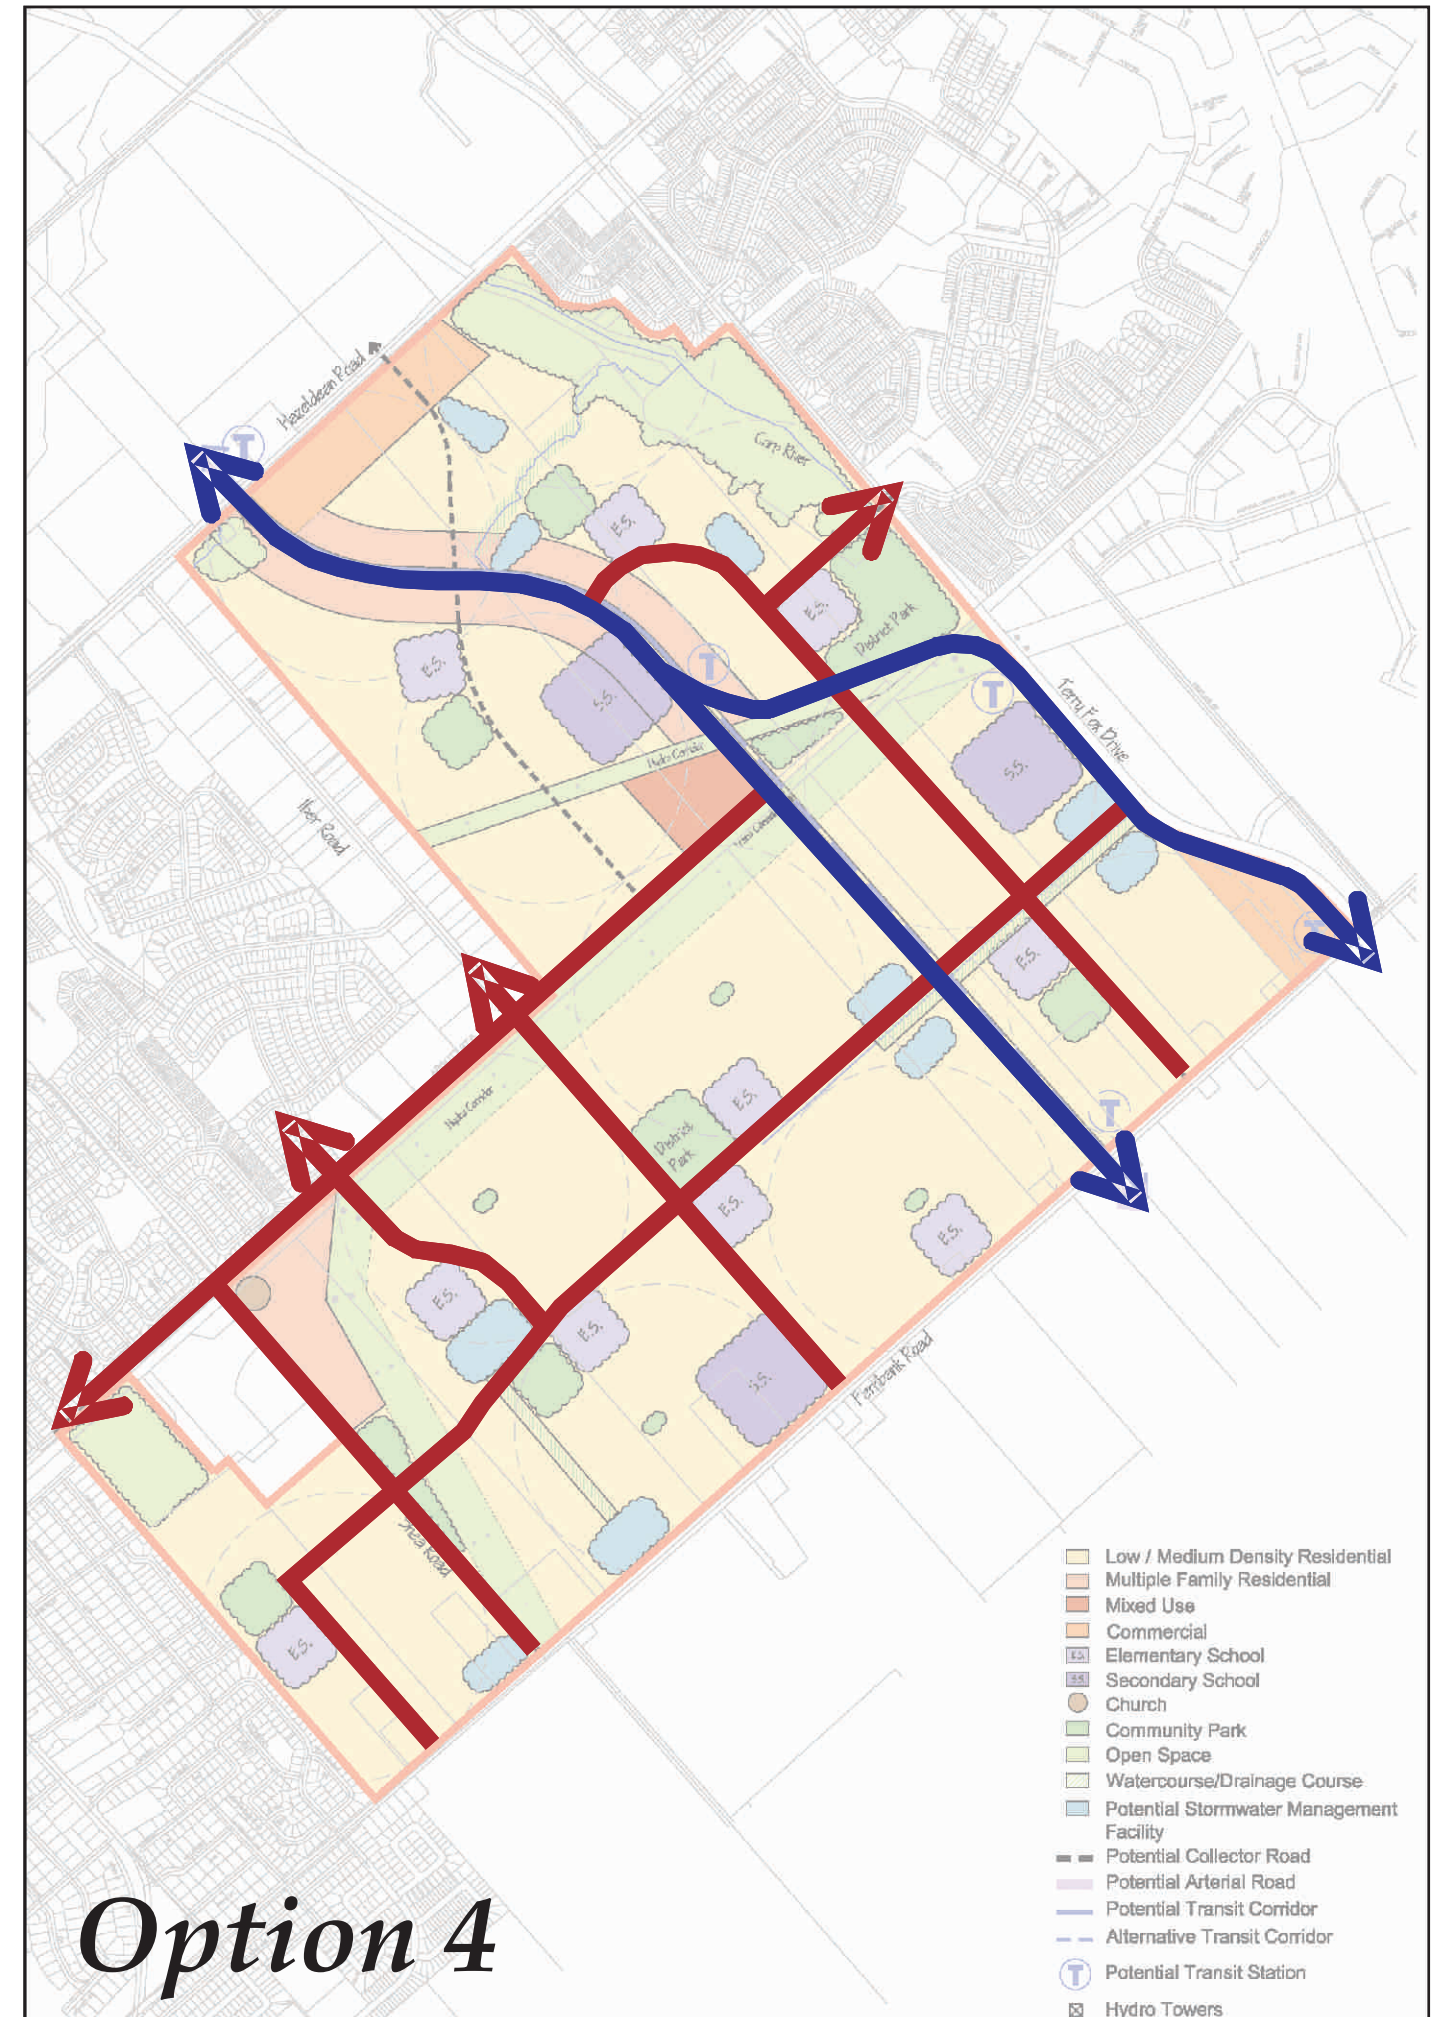 Hazeldean Road
T
Carp River
E.S.
E.S.
District Park
E.S.
S.S.
T
T
Terry Fox Drive
Hydro Corridor
S.S.
Iber Road
T
E.S.
Hydro Corridor
E.S.
District
Park
T
E.S.
E.S.
E.S.
E.S.
S.S.
Fernbank Road
Shea Road
E.S.
Low / Medium Density Residential
Multiple Family Residential
Mixed Use
Commercial
E.S. Elementary School
S.S. Secondary School
Church
Community Park
Open Space
Watercourse/Drainage Course
Potential Stormwater Management
Facility
Potential Collector Road
Potential Arterial Road
Potential Transit Corridor
Alternative Transit Corridor
T Potential Transit Station
Hydro Towers
Option 4